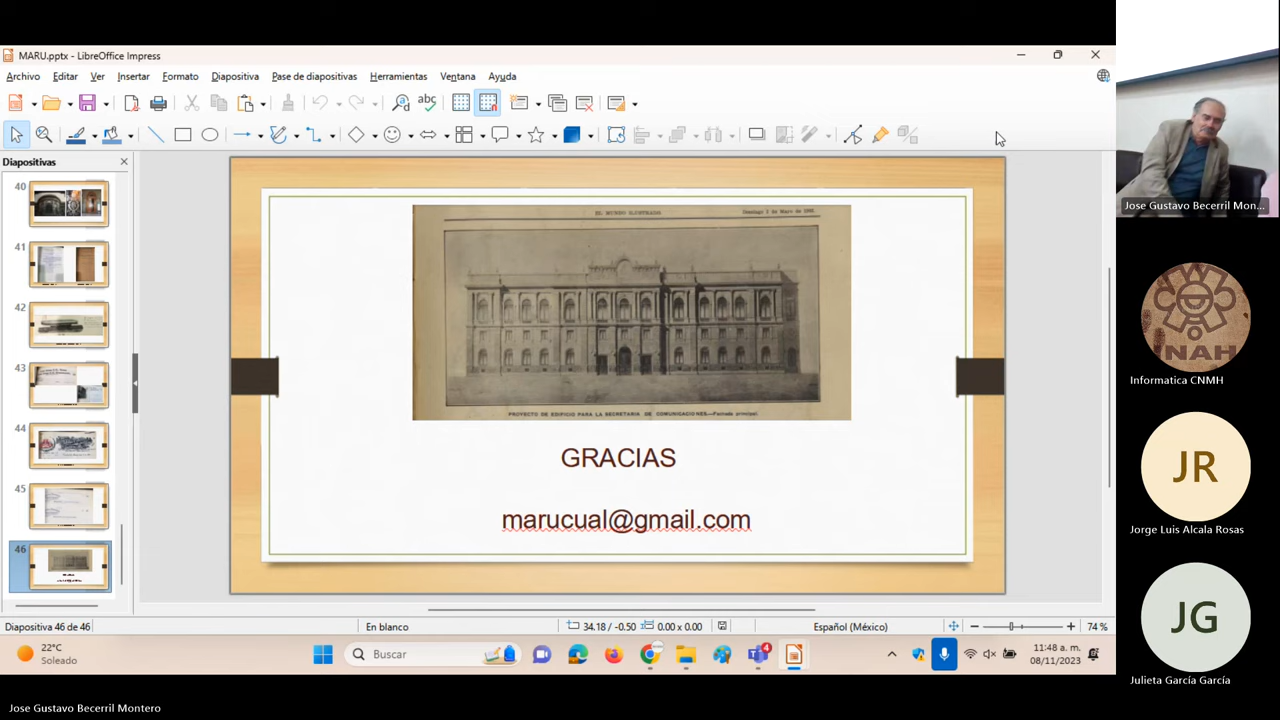 MARU.pptx - LibreOffice Impress
Archivo Editar Ver Insertar Formato Diapositiva Pase de diapositivas Herramientas Ventana Ayuda
Diapositivas
40
41
42
43
44
45
46
EL MUNDO ILUSTRADO
PROYECTO DE EDIFICIO PARA LA SECRETARIA DE COMUNICACIONES.—Fachada principal.
GRACIAS
marucual@gmail.com
Diapositiva 46 de 46
En blanco
34.18 / -0.50
0.00 x 0.00
Español (México)
74 %
22°C
Soleado
Buscar
4
11:48 a. m.
08/11/2023
Jose Gustavo Becerril Mon...
INAH
Informatica CNMH
JR
Jorge Luis Alcala Rosas
JG
Julieta García García
Jose Gustavo Becerril Montero